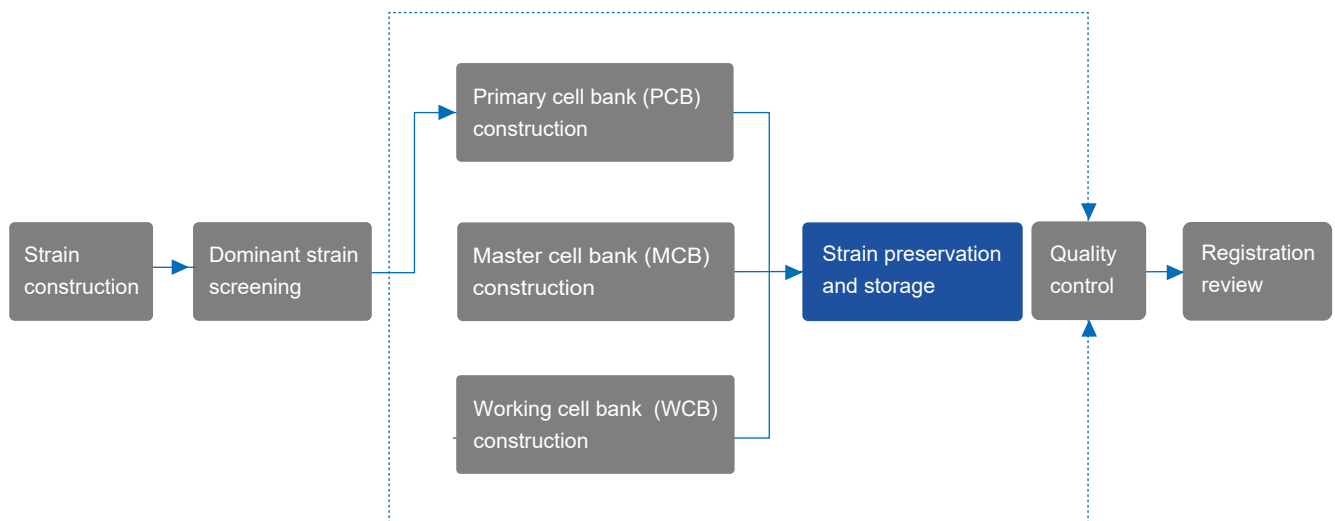 Strain
construction
Dominant strain
screening
Primary cell bank (PCB)
construction
Master cell bank (MCB)
construction
Working cell bank  (WCB)
construction
Strain preservation
and storage
Quality
control
Registration
review